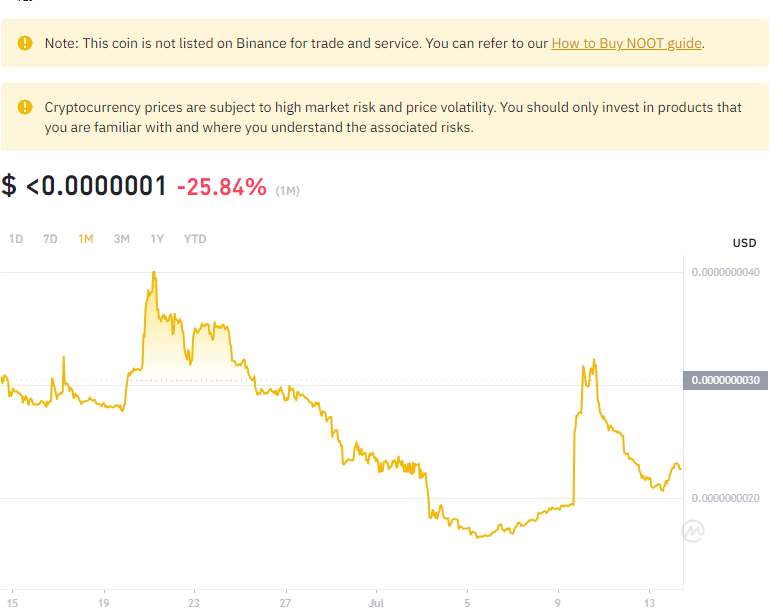 Note: This coin is not listed on Binance for trade and service. You can refer to our How to Buy NOOT guide.
Cryptocurrency prices are subject to high market risk and price volatility. You should only invest in products that
you are familiar with and where you understand the associated risks.
$ <0.0000001 -25.84% (1M)
1D 7D 1M 3M 1Y YTD
USD
0.0000000040
0.0000000030
0.0000000020
15 19 23 27 Jul 5 9 13